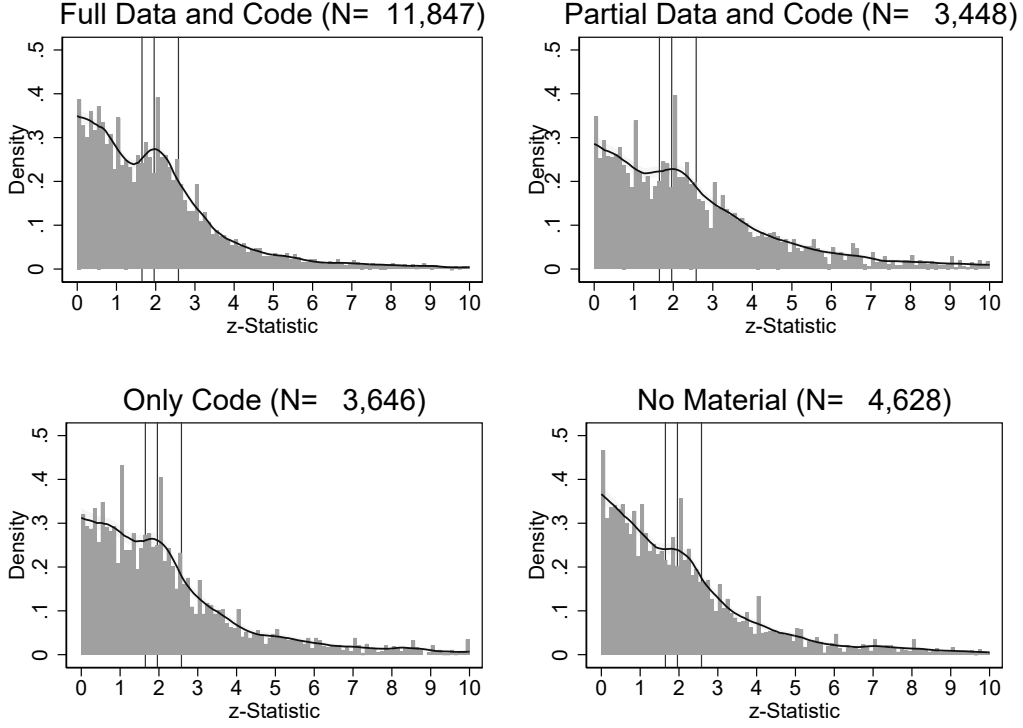 Full Data and Code (N= 11,847)
Density
.5
.4
.3
.2
.1
0
0 1 2 3 4 5 6 7 8 9 10
z-Statistic
Partial Data and Code (N= 3,448)
Density
.5
.4
.3
.2
.1
0
0 1 2 3 4 5 6 7 8 9 10
z-Statistic
Only Code (N= 3,646)
Density
.5
.4
.3
.2
.1
0
0 1 2 3 4 5 6 7 8 9 10
z-Statistic
No Material (N= 4,628)
Density
.5
.4
.3
.2
.1
0
0 1 2 3 4 5 6 7 8 9 10
z-Statistic